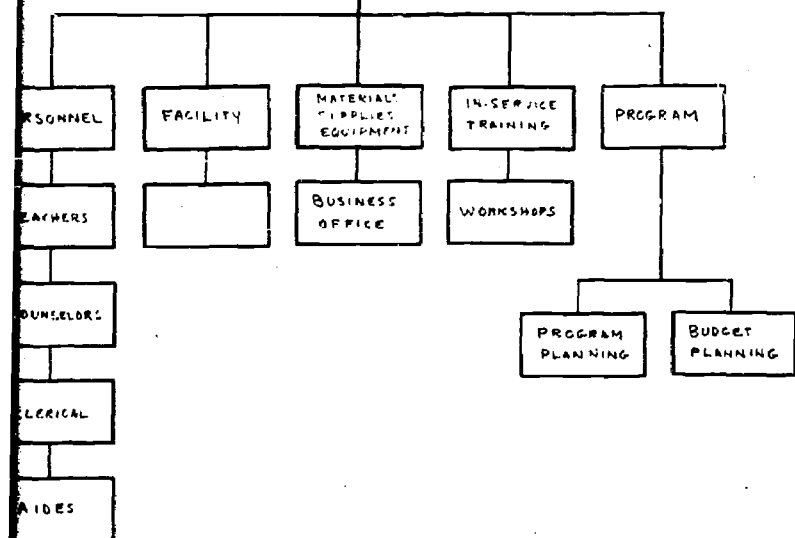 RSONNEL
FACILITY
MATERIALS
SUPPLIES
EQUIPMENT
IN-SERVICE
TRAINING
PROGRAM
EACHERS
BUSINESS
OFFICE
WORKSHOPS
OUNSELORS
PROGRAM
PLANNING
BUDGET
PLANNING
LERICAL
AIDES